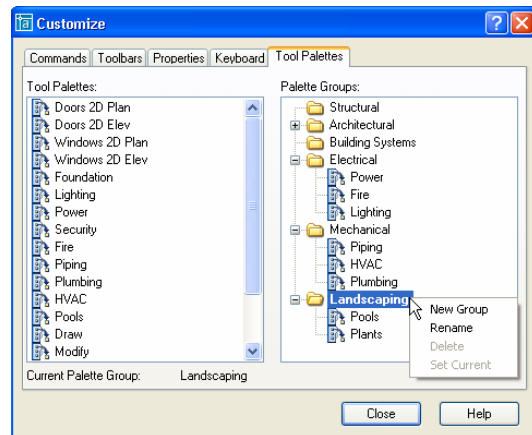 Customize
Commands Toolbars Properties Keyboard Tool Palettes
Tool Palettes:
Doors 2D Plan
Doors 2D Elev
Windows 2D Plan
Windows 2D Elev
Foundation
Lighting
Power
Security
Fire
Piping
Plumbing
HVAC
Pools
Draw
Modify
Palette Groups:
Structural
Architectural
Building Systems
Electrical
Power
Fire
Lighting
Mechanical
Piping
HVAC
Plumbing
Landscaping
Pools
Plants
New Group
Rename
Delete
Set Current
Current Palette Group: Landscaping
Close Help